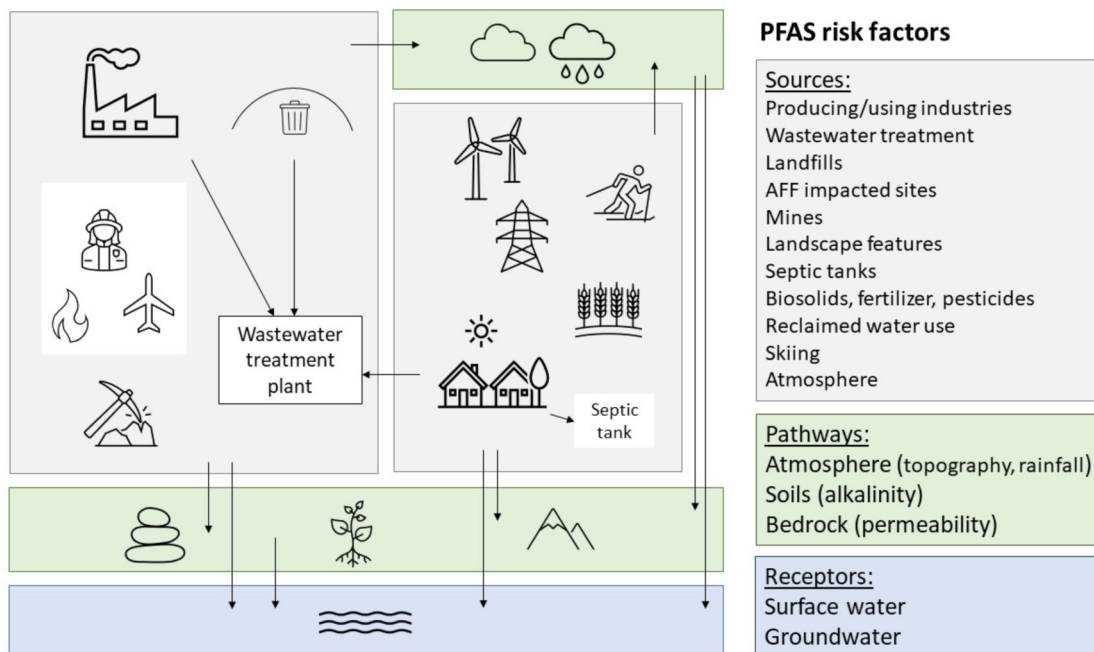 Wastewater
treatment
plant
Septic
tank
PFAS risk factors
Sources:
Producing/using industries
Wastewater treatment
Landfills
AFF impacted sites
Mines
Landscape features
Septic tanks
Biosolids, fertilizer, pesticides
Reclaimed water use
Skiing
Atmosphere
Pathways:
Atmosphere (topography, rainfall)
Soils (alkalinity)
Bedrock (permeability)
Receptors:
Surface water
Groundwater